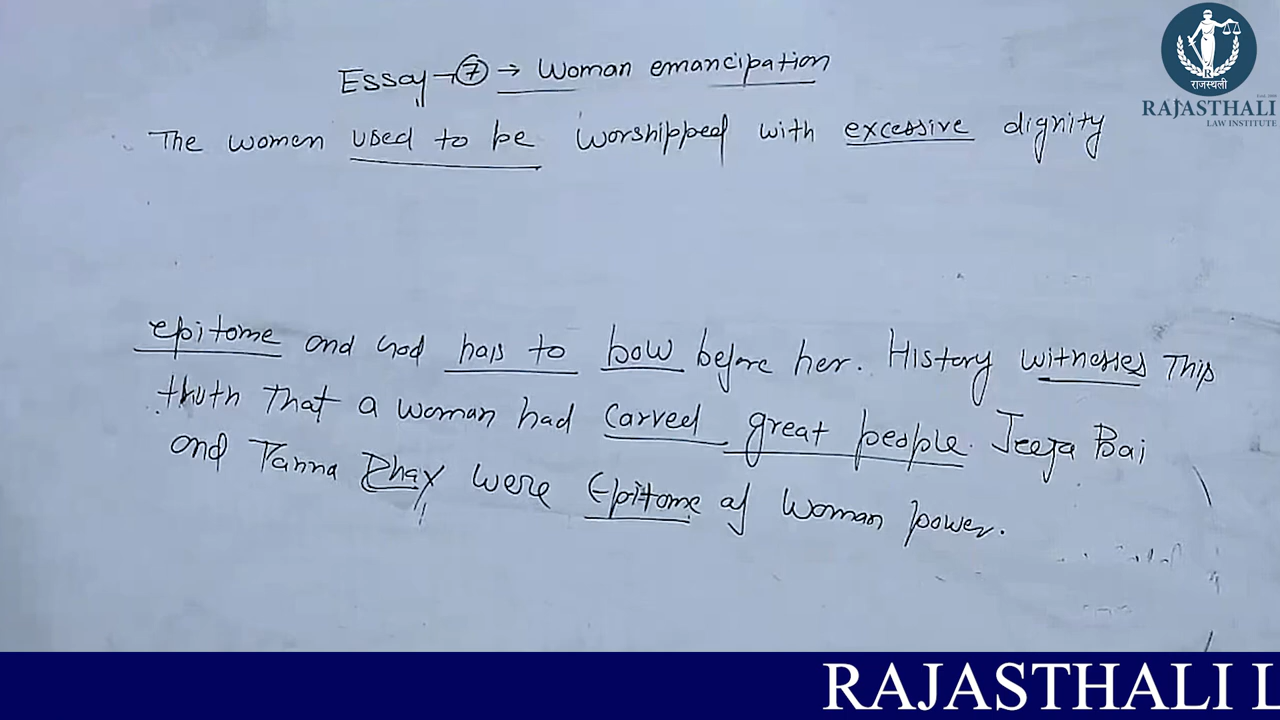 Essay → 7 → Woman emancipation
The women used to be worshipped with excessive dignity
epitome and God has to bow before her. History witnesses This
truth that a woman had carved great people. Jeeja Bai
and Panna Dhay were Epitome of Woman power.
राजस्थली
RAJASTHALI
LAW INSTITUTE
RAJASTHALI L